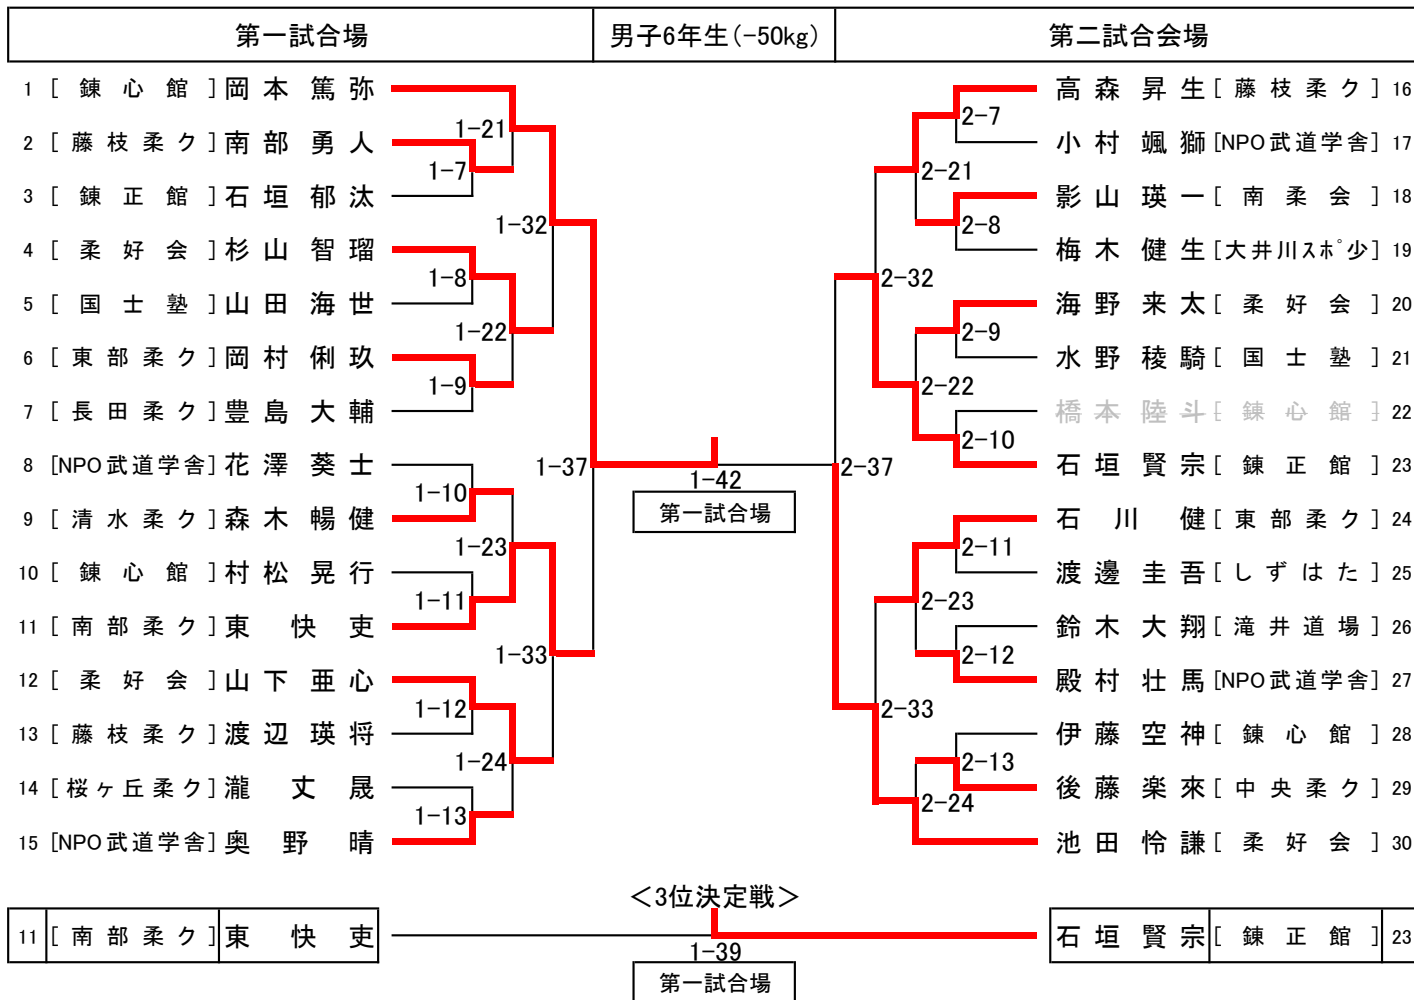 第一試合場 男子6年生(-50kg) 第二試合会場
1 [ 錬心館 ] 岡本篤弥
2 [ 藤枝柔ク ] 南部勇人
3 [ 錬正館 ] 石垣郁汰
4 [ 柔好会 ] 杉山智瑠
5 [ 国士塾 ] 山田海世
6 [ 東部柔ク ] 岡村俐玖
7 [ 長田柔ク ] 豊島大輔
8 [NPO武道学舎] 花澤葵士
9 [ 清水柔ク ] 森木暢健
10 [ 錬心館 ] 村松晃行
11 [ 南部柔ク ] 東快吏
12 [ 柔好会 ] 山下亜心
13 [ 藤枝柔ク ] 渡辺瑛将
14 [桜ヶ丘柔ク] 瀧丈晟
15 [NPO武道学舎] 奥野晴
1-7
1-8
1-9
1-10
1-11
1-12
1-13
1-21
1-22
1-23
1-24
1-32
1-33
1-37
1-42
第一試合場
2-37
2-32
2-33
2-21
2-22
2-23
2-24
2-7
2-8
2-9
2-10
2-11
2-12
2-13
高森昇生 [ 藤枝柔ク ] 16
小村颯獅 [NPO武道学舎] 17
影山瑛一 [ 南柔会 ] 18
梅木健生 [大井川ｽﾎﾟ少] 19
海野来太 [ 柔好会 ] 20
水野稜騎 [ 国士塾 ] 21
橋本陸斗 [ 錬心館 ] 22
石垣賢宗 [ 錬正館 ] 23
石川健 [ 東部柔ク ] 24
渡邊圭吾 [ しずはた ] 25
鈴木大翔 [ 滝井道場 ] 26
殿村壮馬 [NPO武道学舎] 27
伊藤空神 [ 錬心館 ] 28
後藤楽來 [ 中央柔ク ] 29
池田怜謙 [ 柔好会 ] 30
＜3位決定戦＞
11 [ 南部柔ク ] 東快吏
1-39
石垣賢宗 [ 錬正館 ] 23
第一試合場